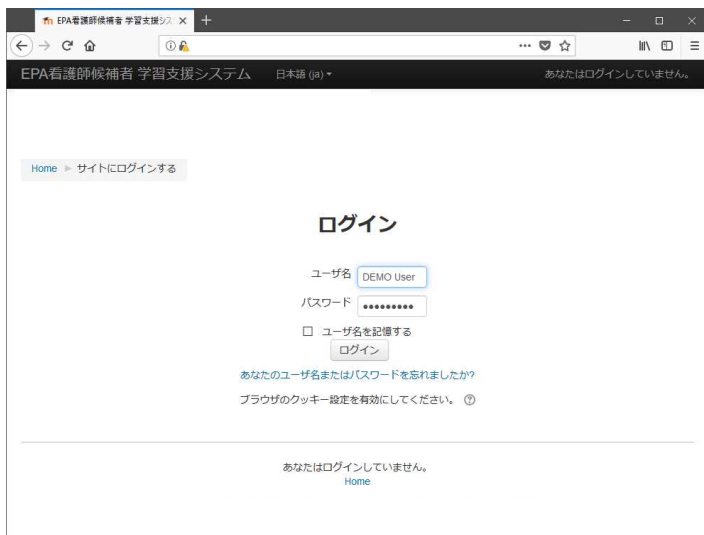 EPA看護師候補者 学習支援シス
EPA看護師候補者 学習支援システム 日本語 (ja) あなたはログインしていません。
Home ► サイトにログインする
ログイン
ユーザ名 DEMO User
パスワード ●●●●●●●●●
ユーザ名を記憶する
ログイン
あなたのユーザ名またはパスワードを忘れましたか?
ブラウザのクッキー設定を有効にしてください。
あなたはログインしていません。
Home